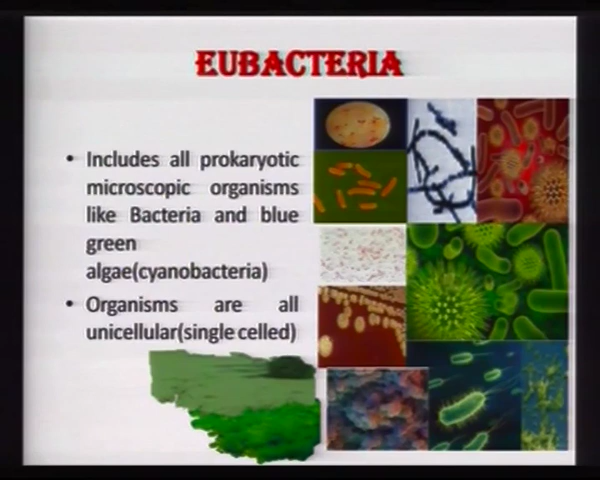 EUBACTERIA
• Includes all prokaryotic
microscopic organisms
like Bacteria and blue
green
algae(cyanobacteria)
• Organisms are all
unicellular(single celled)